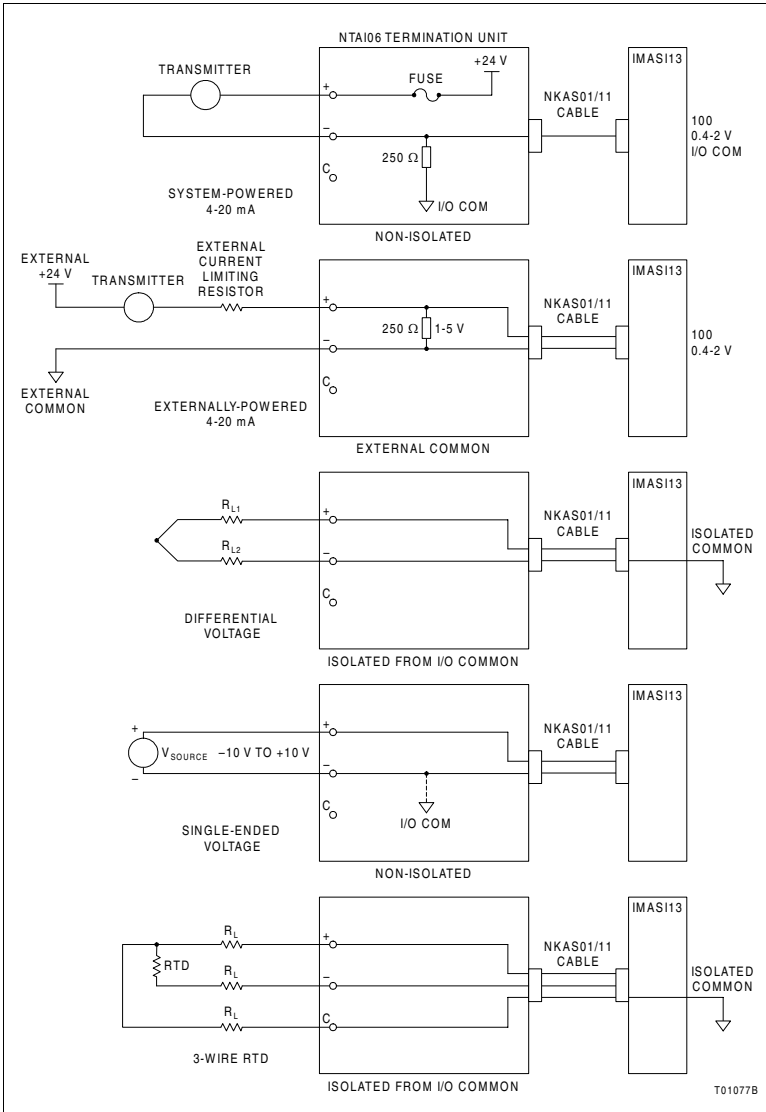 NTAI06 TERMINATION UNIT
IMASI13
+24 V
TRANSMITTER
FUSE
NKAS01/11
CABLE
+
100
0.4-2 V
I/O COM
–
250 Ω
C
SYSTEM-POWERED
4-20 mA
I/O COM
NON-ISOLATED
EXTERNAL
+24 V
TRANSMITTER
EXTERNAL
CURRENT
LIMITING
RESISTOR
IMASI13
NKAS01/11
CABLE
+
250 Ω
1-5 V
100
0.4-2 V
–
C
EXTERNAL
COMMON
EXTERNALLY-POWERED
4-20 mA
EXTERNAL COMMON
IMASI13
RL1
+
NKAS01/11
CABLE
ISOLATED
COMMON
RL2
–
C
DIFFERENTIAL
VOLTAGE
ISOLATED FROM I/O COMMON
IMASI13
+
+
NKAS01/11
CABLE
VSOURCE –10 V TO +10 V
–
–
C
I/O COM
SINGLE-ENDED
VOLTAGE
NON-ISOLATED
IMASI13
RL
+
NKAS01/11
CABLE
RTD
RL
–
ISOLATED
COMMON
RL
C
3-WIRE RTD
ISOLATED FROM I/O COMMON
T01077B